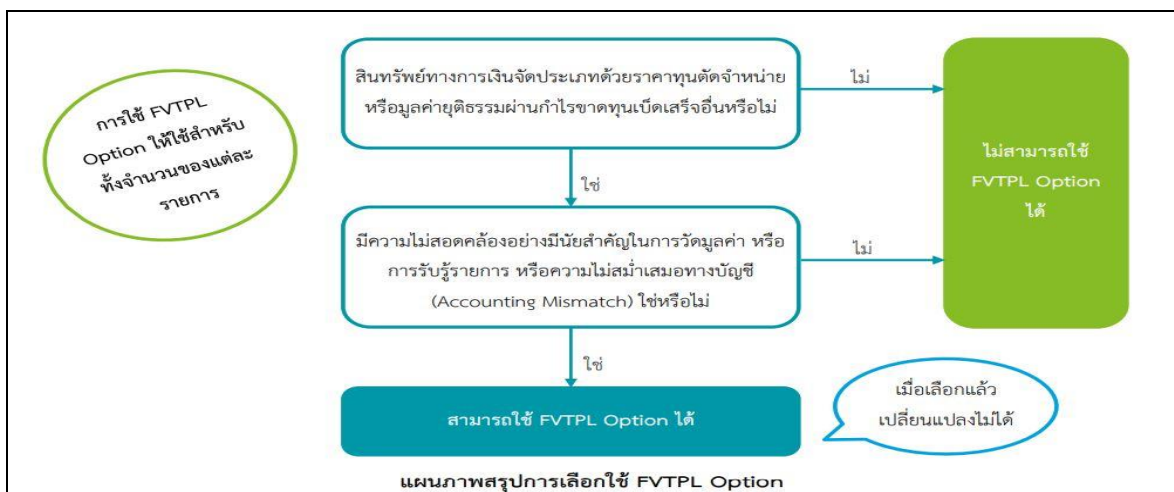 การใช้ FVTPL
Option ให้ใช้สำหรับ
ทั้งจำนวนของแต่ละ
รายการ
สินทรัพย์ทางการเงินจัดประเภทด้วยราคาทุนตัดจำหน่าย
หรือมูลค่ายุติธรรมผ่านกำไรขาดทุนเบ็ดเสร็จอื่นหรือไม่
ไม่
ไม่สามารถใช้
FVTPL Option
ได้
ใช่
มีความไม่สอดคล้องอย่างมีนัยสำคัญในการวัดมูลค่า หรือ
การรับรู้รายการ หรือความไม่สม่ำเสมอทางบัญชี
(Accounting Mismatch) ใช่หรือไม่
ไม่
ใช่
สามารถใช้ FVTPL Option ได้
เมื่อเลือกแล้ว
เปลี่ยนแปลงไม่ได้
แผนภาพสรุปการเลือกใช้ FVTPL Option